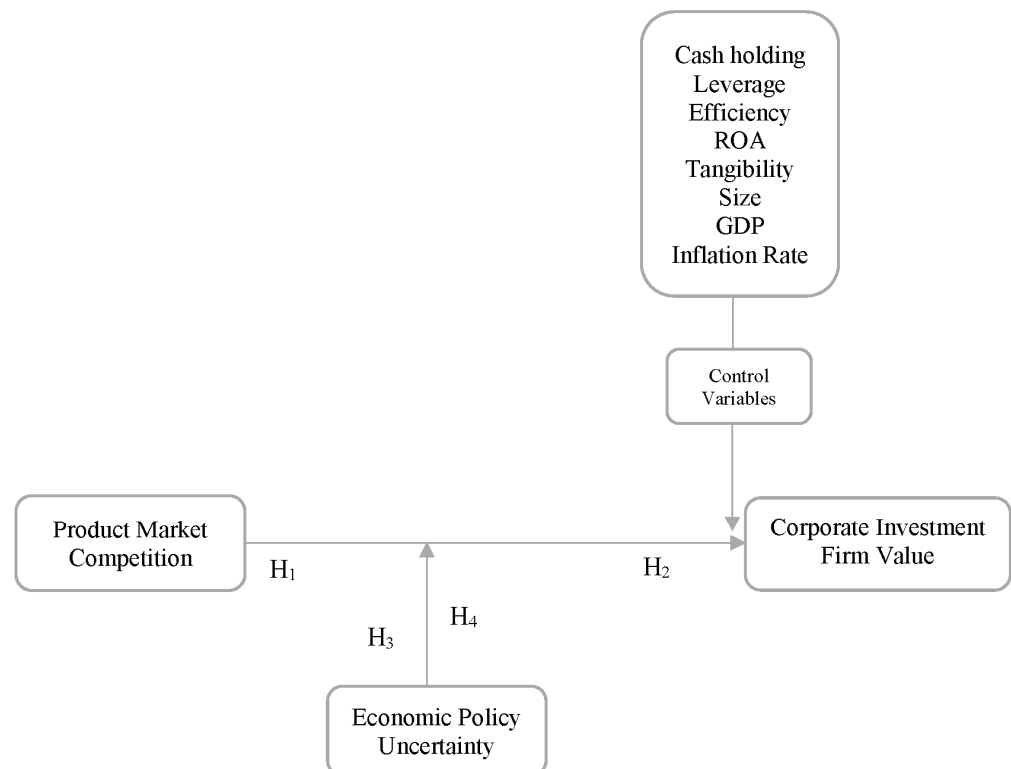 Cash holding
Leverage
Efficiency
ROA
Tangibility
Size
GDP
Inflation Rate
Control
Variables
Product Market
Competition
Corporate Investment
Firm Value
H₁
H₂
H₃
H₄
Economic Policy
Uncertainty